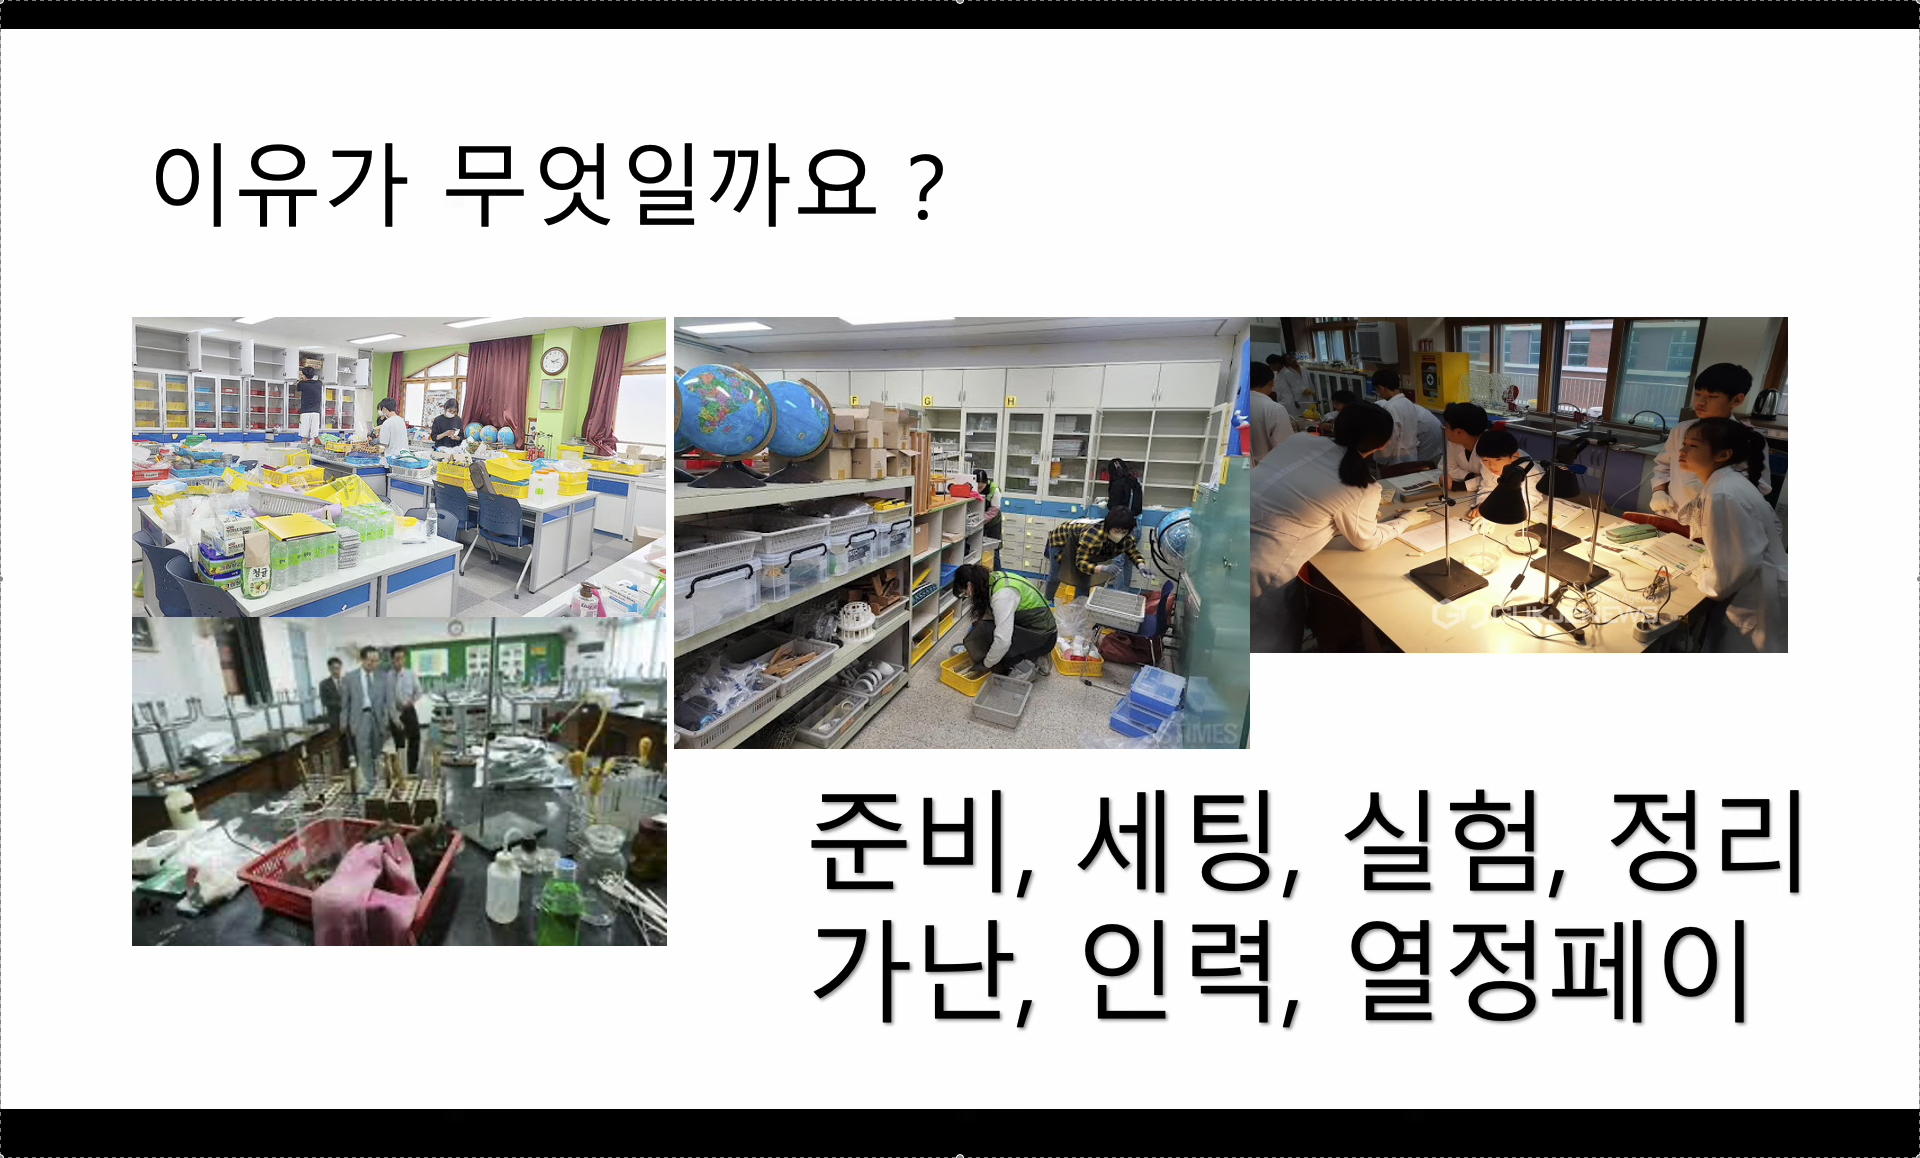 이유가 무엇일까요?
F
G
H
준비, 세팅, 실험, 정리
가난, 인력, 열정페이